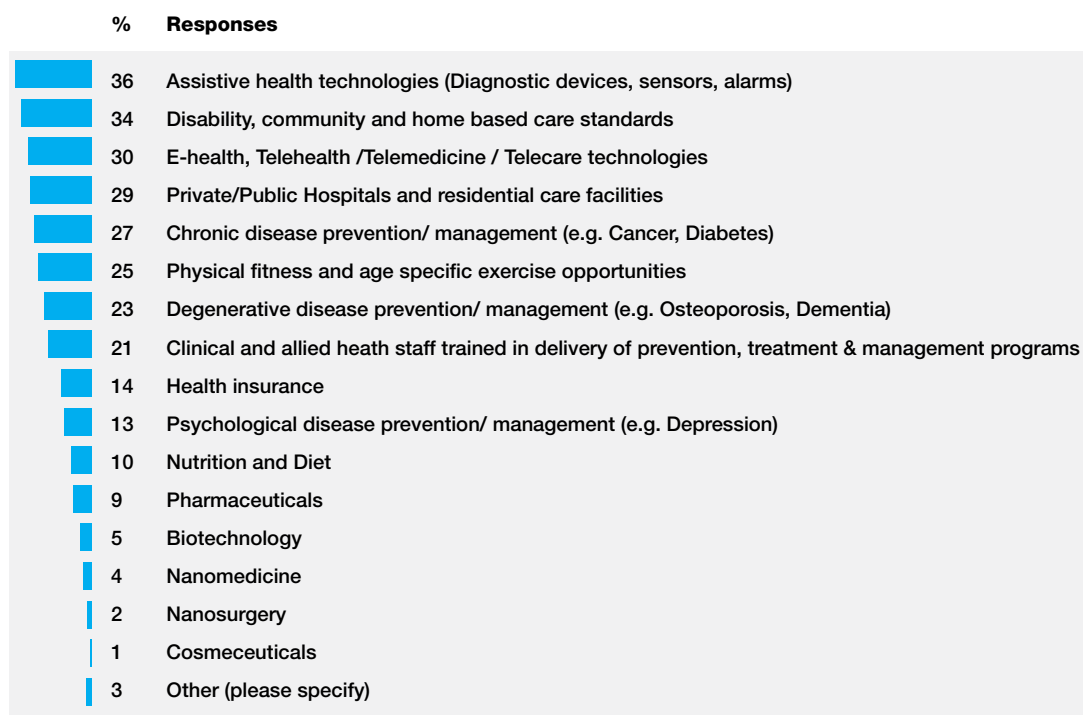 % Responses
36 Assistive health technologies (Diagnostic devices, sensors, alarms)
34 Disability, community and home based care standards
30 E-health, Telehealth /Telemedicine / Telecare technologies
29 Private/Public Hospitals and residential care facilities
27 Chronic disease prevention/ management (e.g. Cancer, Diabetes)
25 Physical fitness and age specific exercise opportunities
23 Degenerative disease prevention/ management (e.g. Osteoporosis, Dementia)
21 Clinical and allied heath staff trained in delivery of prevention, treatment & management programs
14 Health insurance
13 Psychological disease prevention/ management (e.g. Depression)
10 Nutrition and Diet
9 Pharmaceuticals
5 Biotechnology
4 Nanomedicine
2 Nanosurgery
1 Cosmeceuticals
3 Other (please specify)